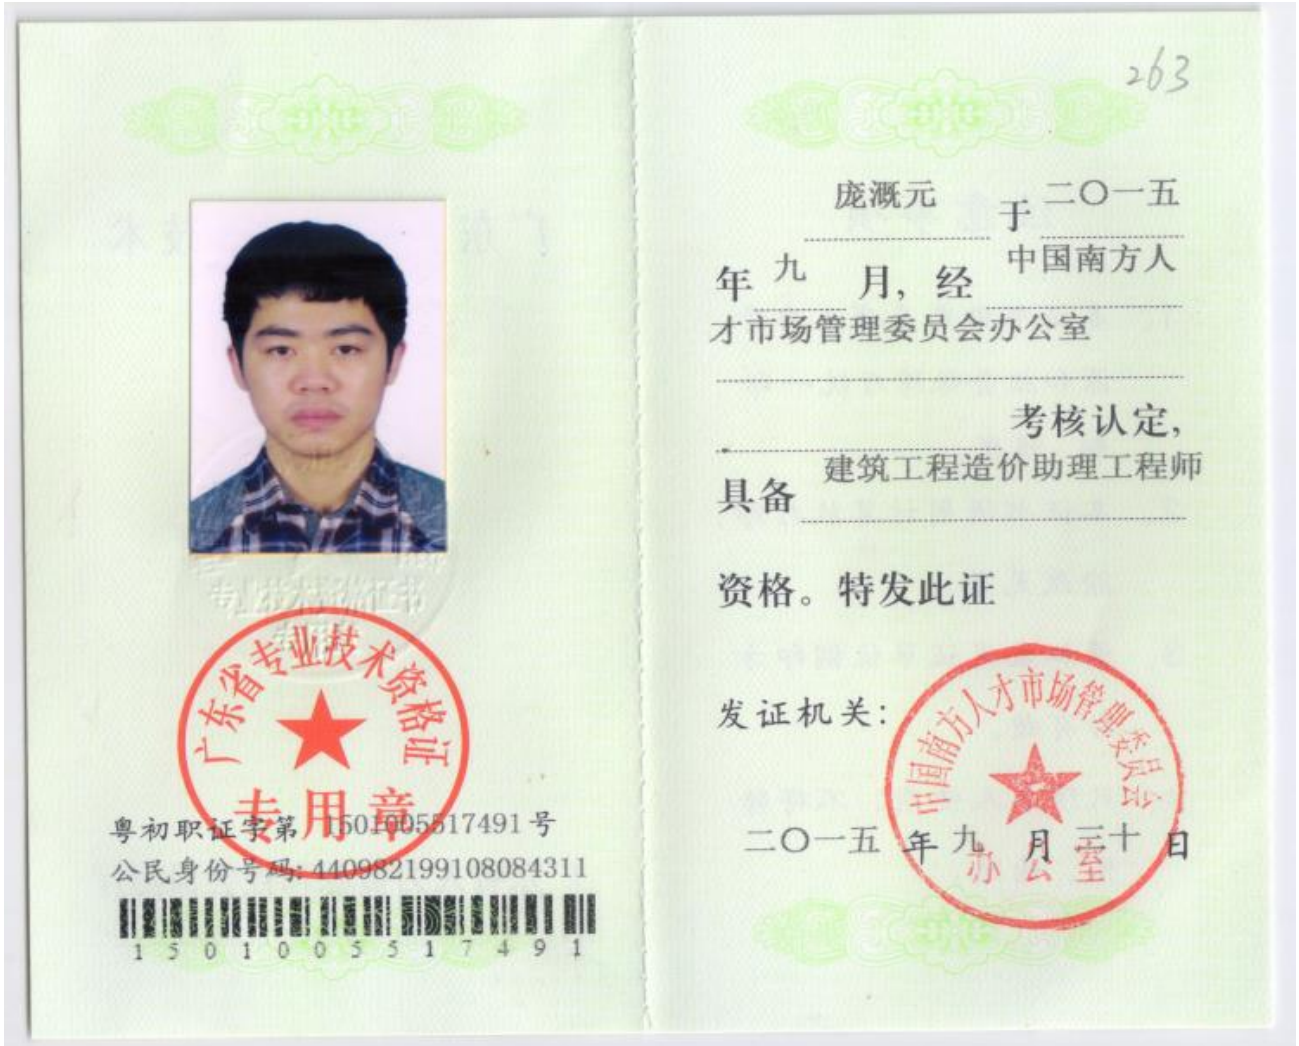 263
庞溉元 于 二〇一五
年 九 月, 经 中国南方人
才市场管理委员会办公室
考核认定,
具备 建筑工程造价助理工程师
资格。特发此证
发证机关:
中国南方人才市场管理委员会
办公室
二〇一五 年 九 月 三十 日
广东省专业技术资格证
专用章
粤初职证字第 1501005517491 号
公民身份号码: 440982199108084311
1501005517491